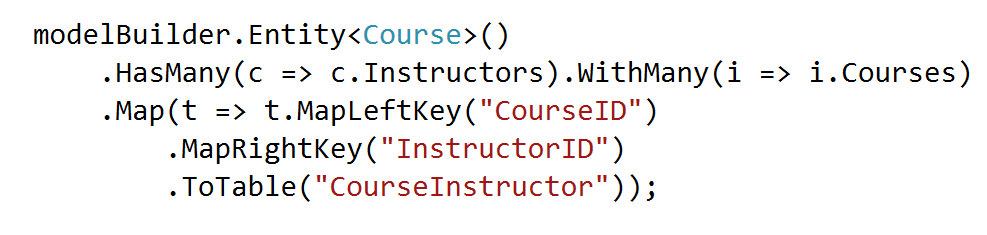 modelBuilder.Entity<Course>()
.HasMany(c => c.Instructors).WithMany(i => i.Courses)
.Map(t => t.MapLeftKey("CourseID")
.MapRightKey("InstructorID")
.ToTable("CourseInstructor"));